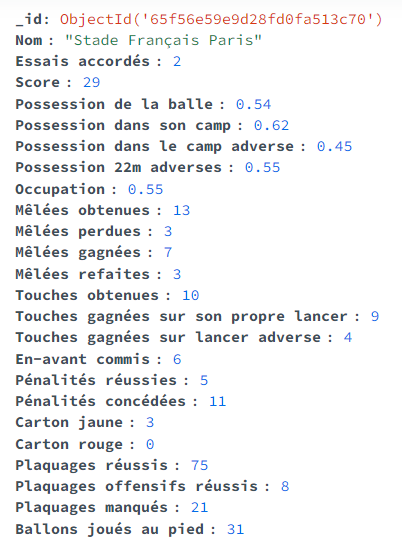 _id: ObjectId('65f56e59e9d28fd0fa513c70')
Nom : "Stade Français Paris"
Essais accordés : 2
Score : 29
Possession de la balle : 0.54
Possession dans son camp : 0.62
Possession dans le camp adverse : 0.45
Possession 22m adverses : 0.55
Occupation : 0.55
Mêlées obtenues : 13
Mêlées perdues : 3
Mêlées gagnées : 7
Mêlées refaites : 3
Touches obtenues : 10
Touches gagnées sur son propre lancer : 9
Touches gagnées sur lancer adverse : 4
En-avant commis : 6
Pénalités réussies : 5
Pénalités concédées : 11
Carton jaune : 3
Carton rouge : 0
Plaquages réussis : 75
Plaquages offensifs réussis : 8
Plaquages manqués : 21
Ballons joués au pied : 31